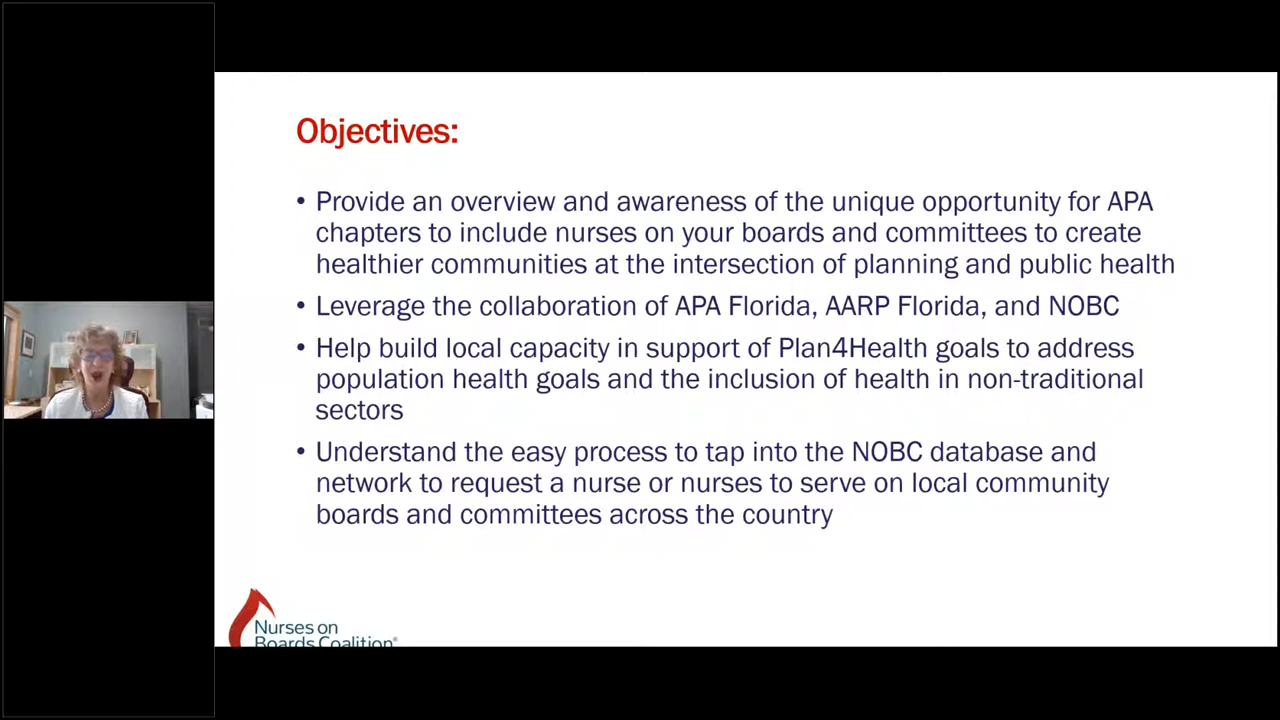 Objectives:
• Provide an overview and awareness of the unique opportunity for APA
chapters to include nurses on your boards and committees to create
healthier communities at the intersection of planning and public health
• Leverage the collaboration of APA Florida, AARP Florida, and NOBC
• Help build local capacity in support of Plan4Health goals to address
population health goals and the inclusion of health in non-traditional
sectors
• Understand the easy process to tap into the NOBC database and
network to request a nurse or nurses to serve on local community
boards and committees across the country
Nurses on
Boards Coalition®